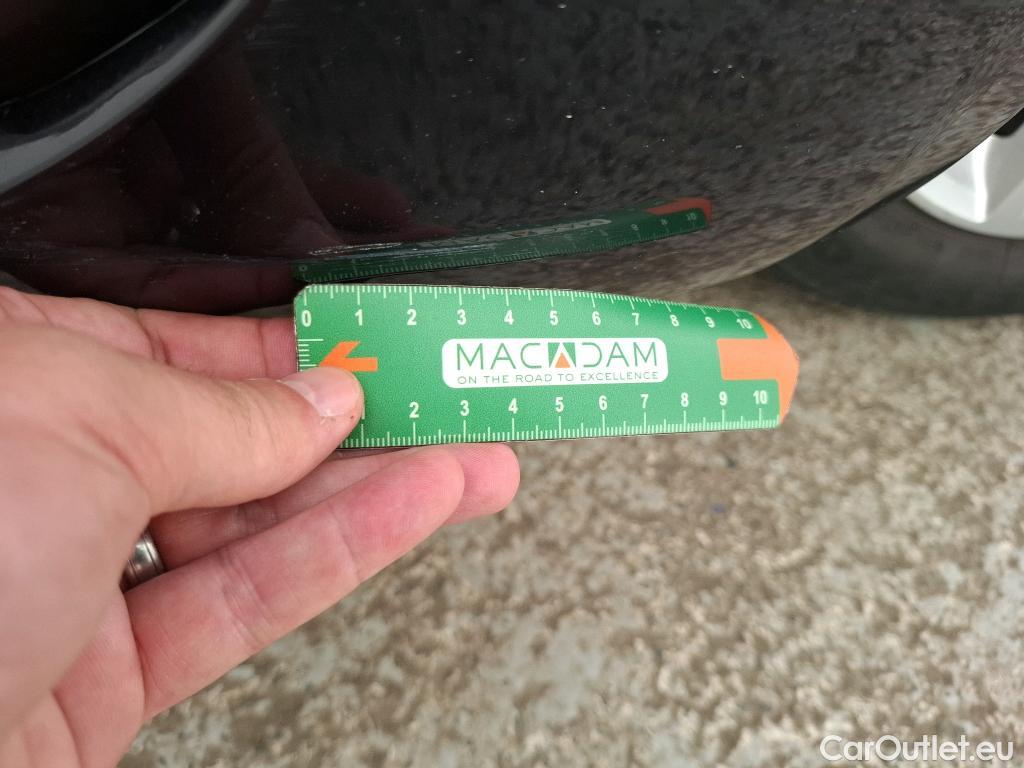 0 1 2 3 4 5 6 7 8 9 10
MACADAM
ON THE ROAD TO EXCELLENCE
2 3 4 5 6 7 8 9 10
CarOutlet.eu